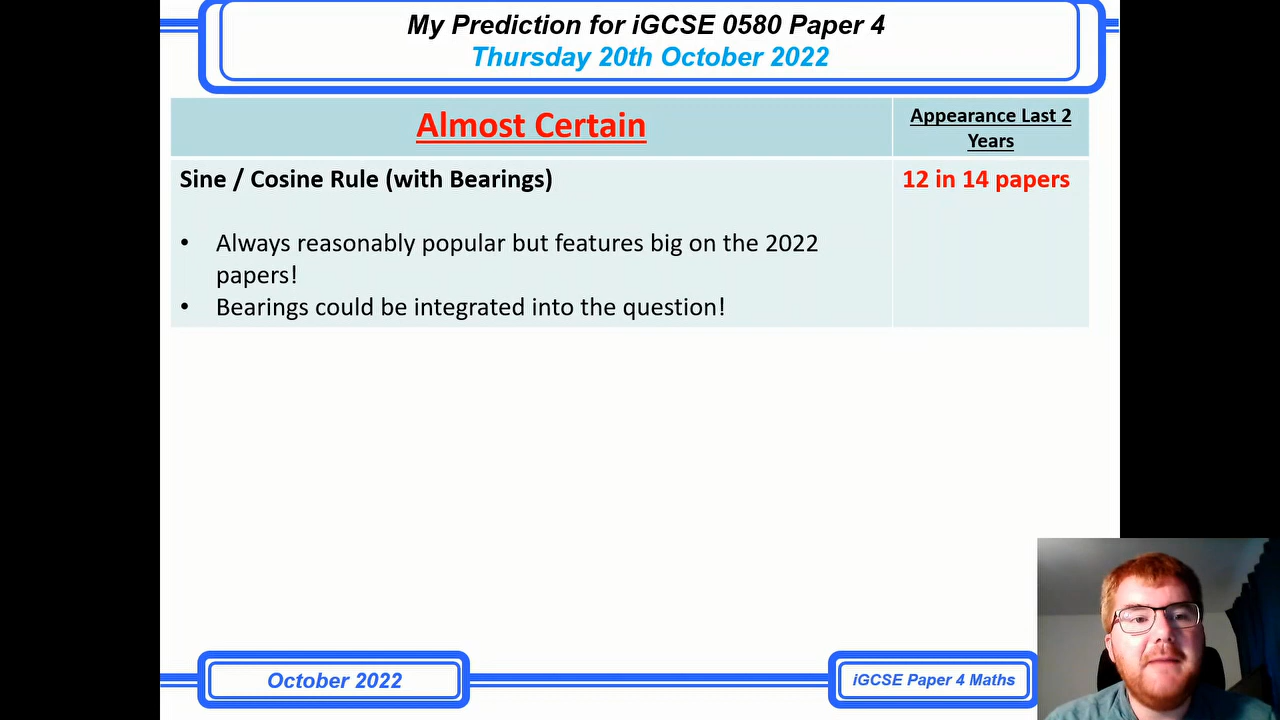 My Prediction for iGCSE 0580 Paper 4
Thursday 20th October 2022
Almost Certain
Appearance Last 2
Years
Sine / Cosine Rule (with Bearings)
12 in 14 papers
• Always reasonably popular but features big on the 2022
papers!
• Bearings could be integrated into the question!
October 2022
iGCSE Paper 4 Maths